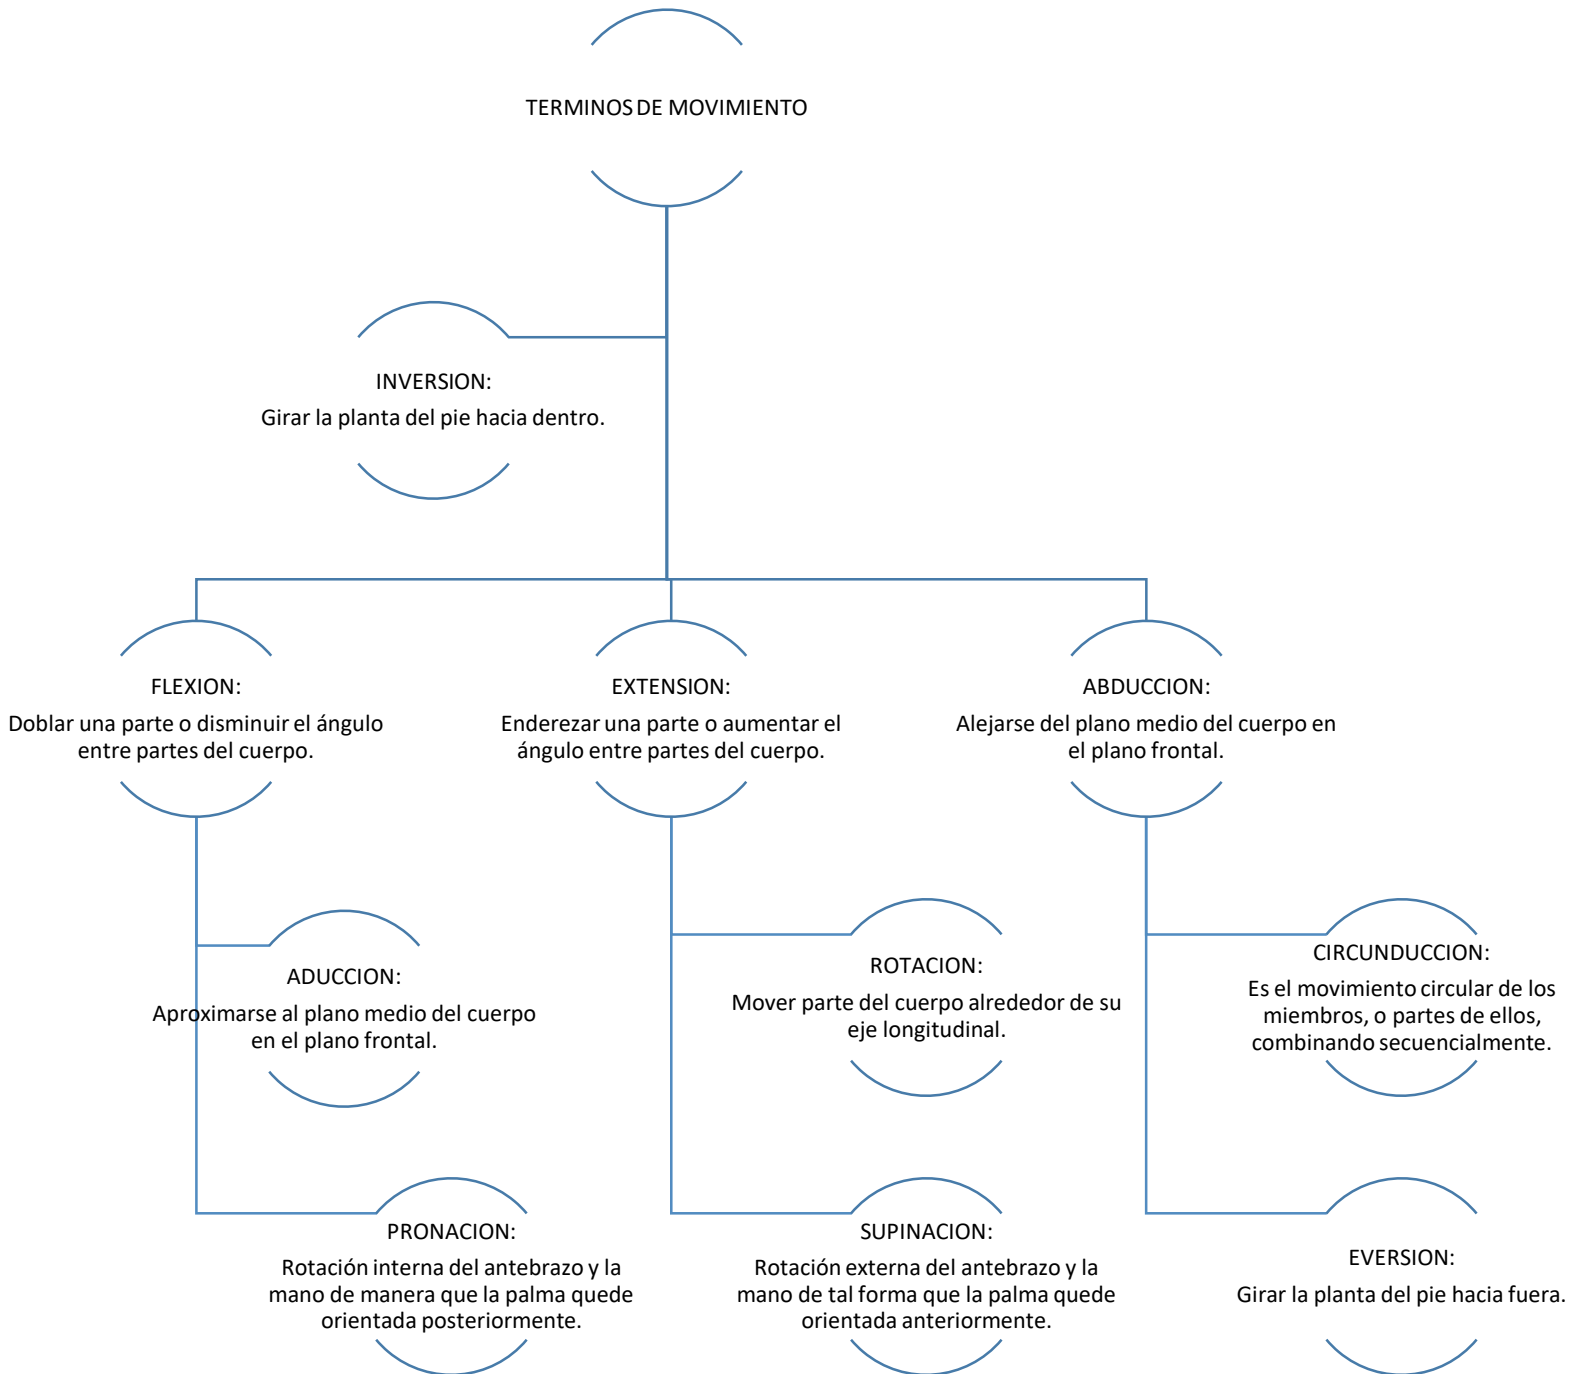 TERMINOS DE MOVIMIENTO
INVERSION:
Girar la planta del pie hacia dentro.
FLEXION:
Doblar una parte o disminuir el ángulo
entre partes del cuerpo.
EXTENSION:
Enderezar una parte o aumentar el
ángulo entre partes del cuerpo.
ABDUCCION:
Alejarse del plano medio del cuerpo en
el plano frontal.
ADUCCION:
Aproximarse al plano medio del cuerpo
en el plano frontal.
ROTACION:
Mover parte del cuerpo alrededor de su
eje longitudinal.
CIRCUNDUCCION:
Es el movimiento circular de los
miembros, o partes de ellos,
combinando secuencialmente.
PRONACION:
Rotación interna del antebrazo y la
mano de manera que la palma quede
orientada posteriormente.
SUPINACION:
Rotación externa del antebrazo y la
mano de tal forma que la palma quede
orientada anteriormente.
EVERSION:
Girar la planta del pie hacia fuera.